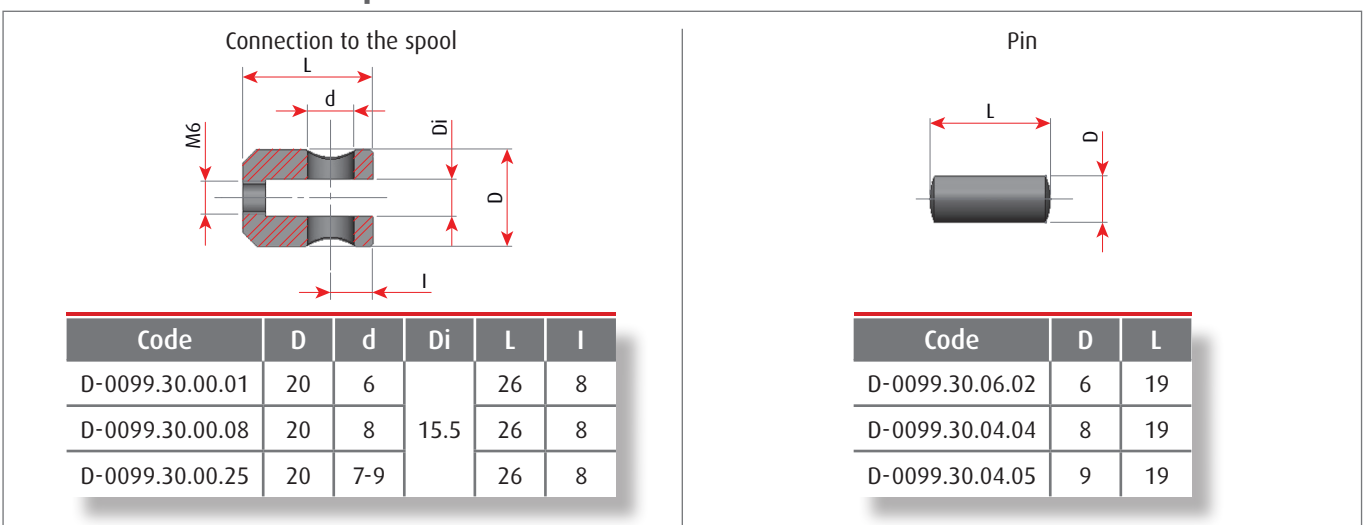 Connection to the spool
L
d
M6
Di
D
l
Code D d Di L l
D-0099.30.00.01 20 6 15.5 26 8
D-0099.30.00.08 20 8 26 8
D-0099.30.00.25 20 7-9 26 8
Pin
L
D
Code D L
D-0099.30.06.02 6 19
D-0099.30.04.04 8 19
D-0099.30.04.05 9 19